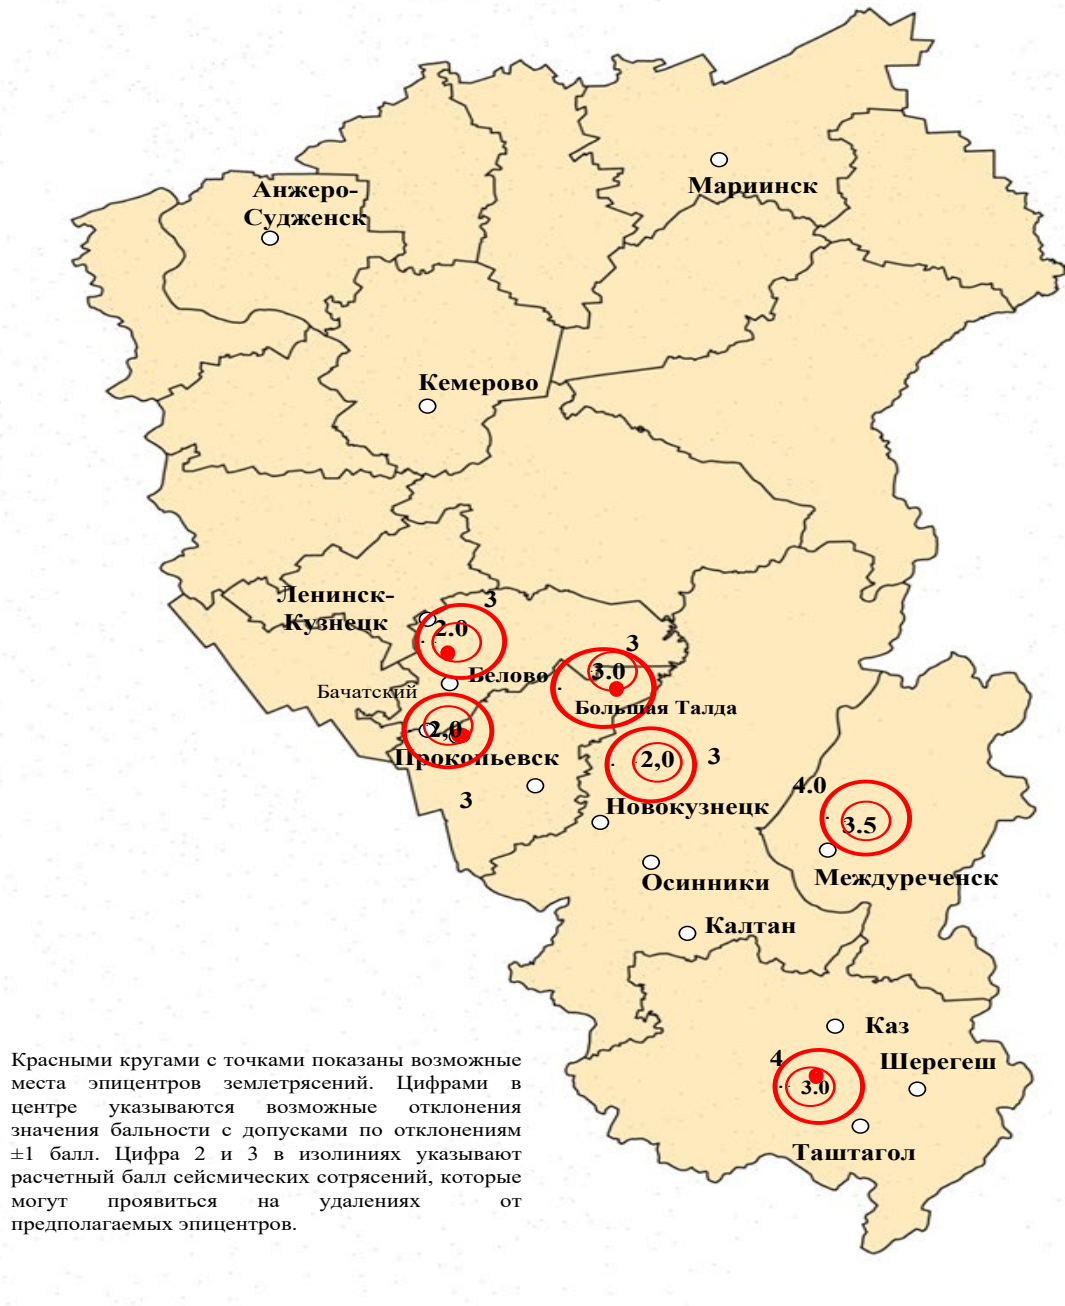 Мариинск
Анжеро-
Судженск
Кемерово
Ленинск-
Кузнецк
3
2.0
Белово
3
3.0
Бачатский
Большая Талда
2,0
Прокопьевск
3
2,0
3
Новокузнецк
4.0
3.5
Междуреченск
Осинники
Калтан
Каз
Шерегеш
4
3.0
Таштагол
Красными кругами с точками показаны возможные
места эпицентров землетрясений. Цифрами в
центре указываются возможные отклонения
значения бальности с допусками по отклонениям
±1 балл. Цифра 2 и 3 в изолиниях указывают
расчетный балл сейсмических сотрясений, которые
могут проявиться на удалениях от
предполагаемых эпицентров.